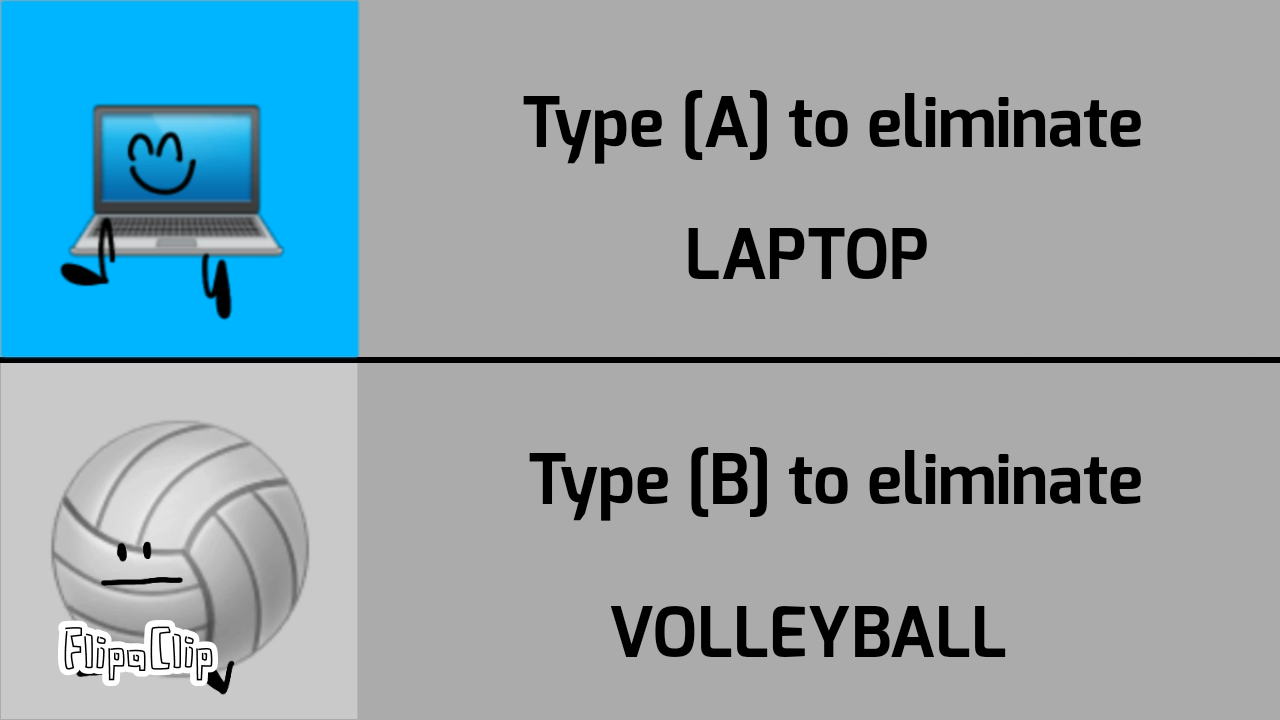 Type [A] to eliminate
LAPTOP
Type [B] to eliminate
VOLLEYBALL
FlipaClip